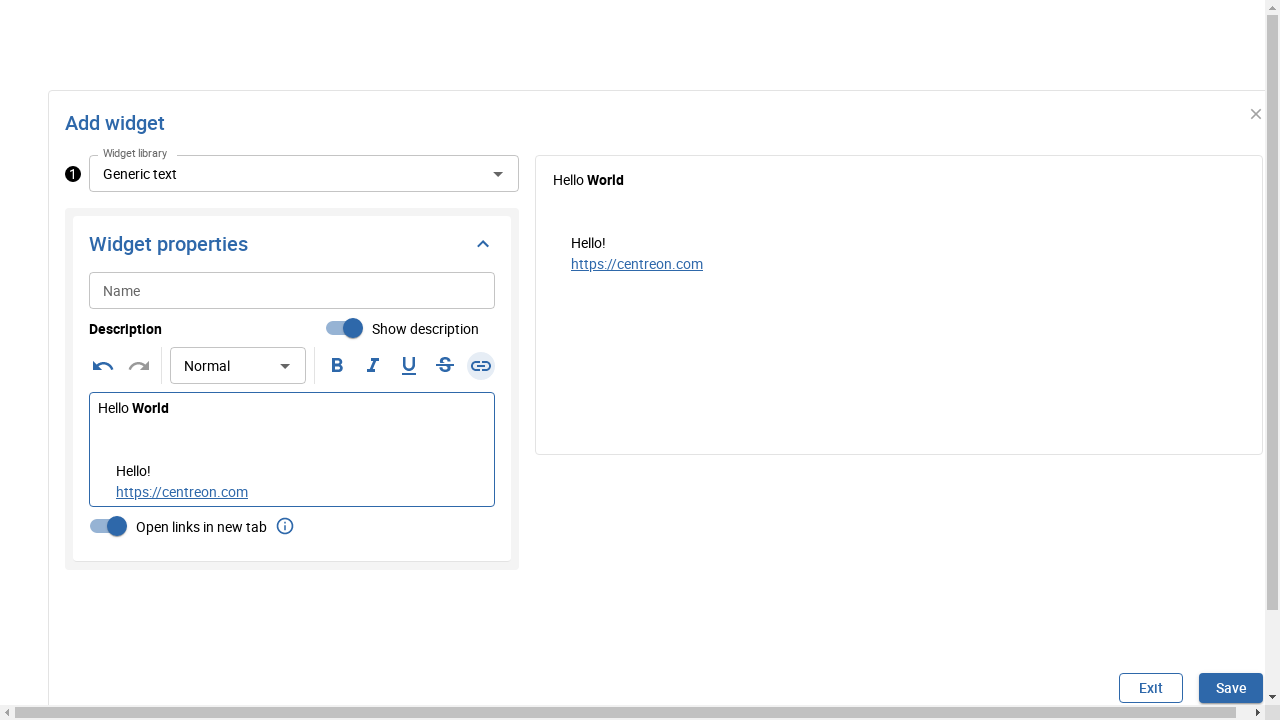 Add widget
Widget library
1
Generic text
Widget properties
Name
Description
Show description
Normal
B I U S
Hello World
Hello!
https://centreon.com
Open links in new tab
Hello World
Hello!
https://centreon.com
Exit
Save